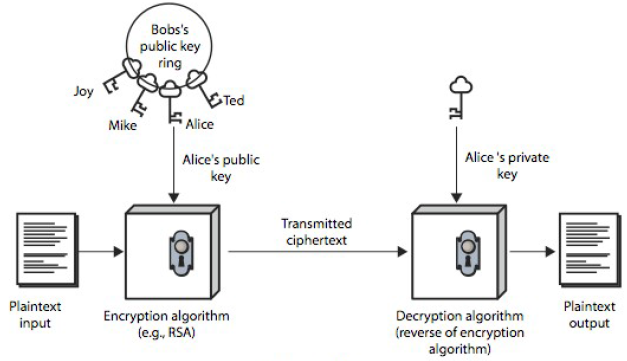 Bobs's
public key
ring
Joy
Mike
Alice
Ted
Alice's public
key
Alice 's private
key
Transmitted
ciphertext
Plaintext
input
Encryption algorithm
(e.g., RSA)
Decryption algorithm
(reverse of encryption
algorithm)
Plaintext
output